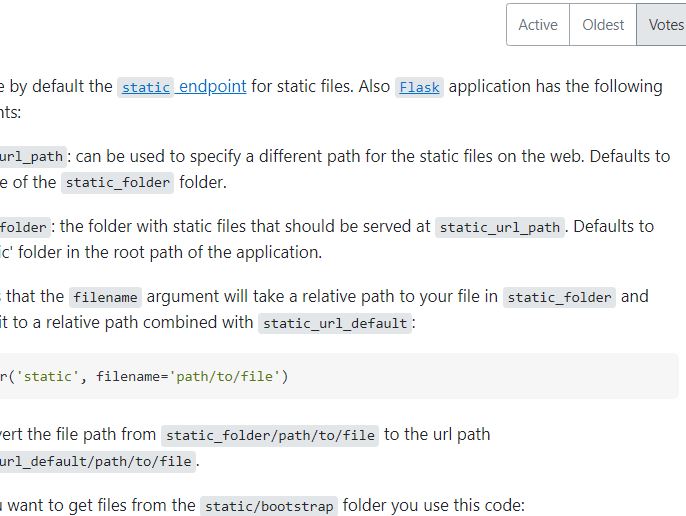 Active Oldest Votes
e by default the static endpoint for static files. Also Flask application has the following
nts:
url_path: can be used to specify a different path for the static files on the web. Defaults to
e of the static_folder folder.
folder: the folder with static files that should be served at static_url_path. Defaults to
ic' folder in the root path of the application.
s that the filename argument will take a relative path to your file in static_folder and
it to a relative path combined with static_url_default:
r('static', filename='path/to/file')
vert the file path from static_folder/path/to/file to the url path
url_default/path/to/file.
u want to get files from the static/bootstrap folder you use this code: